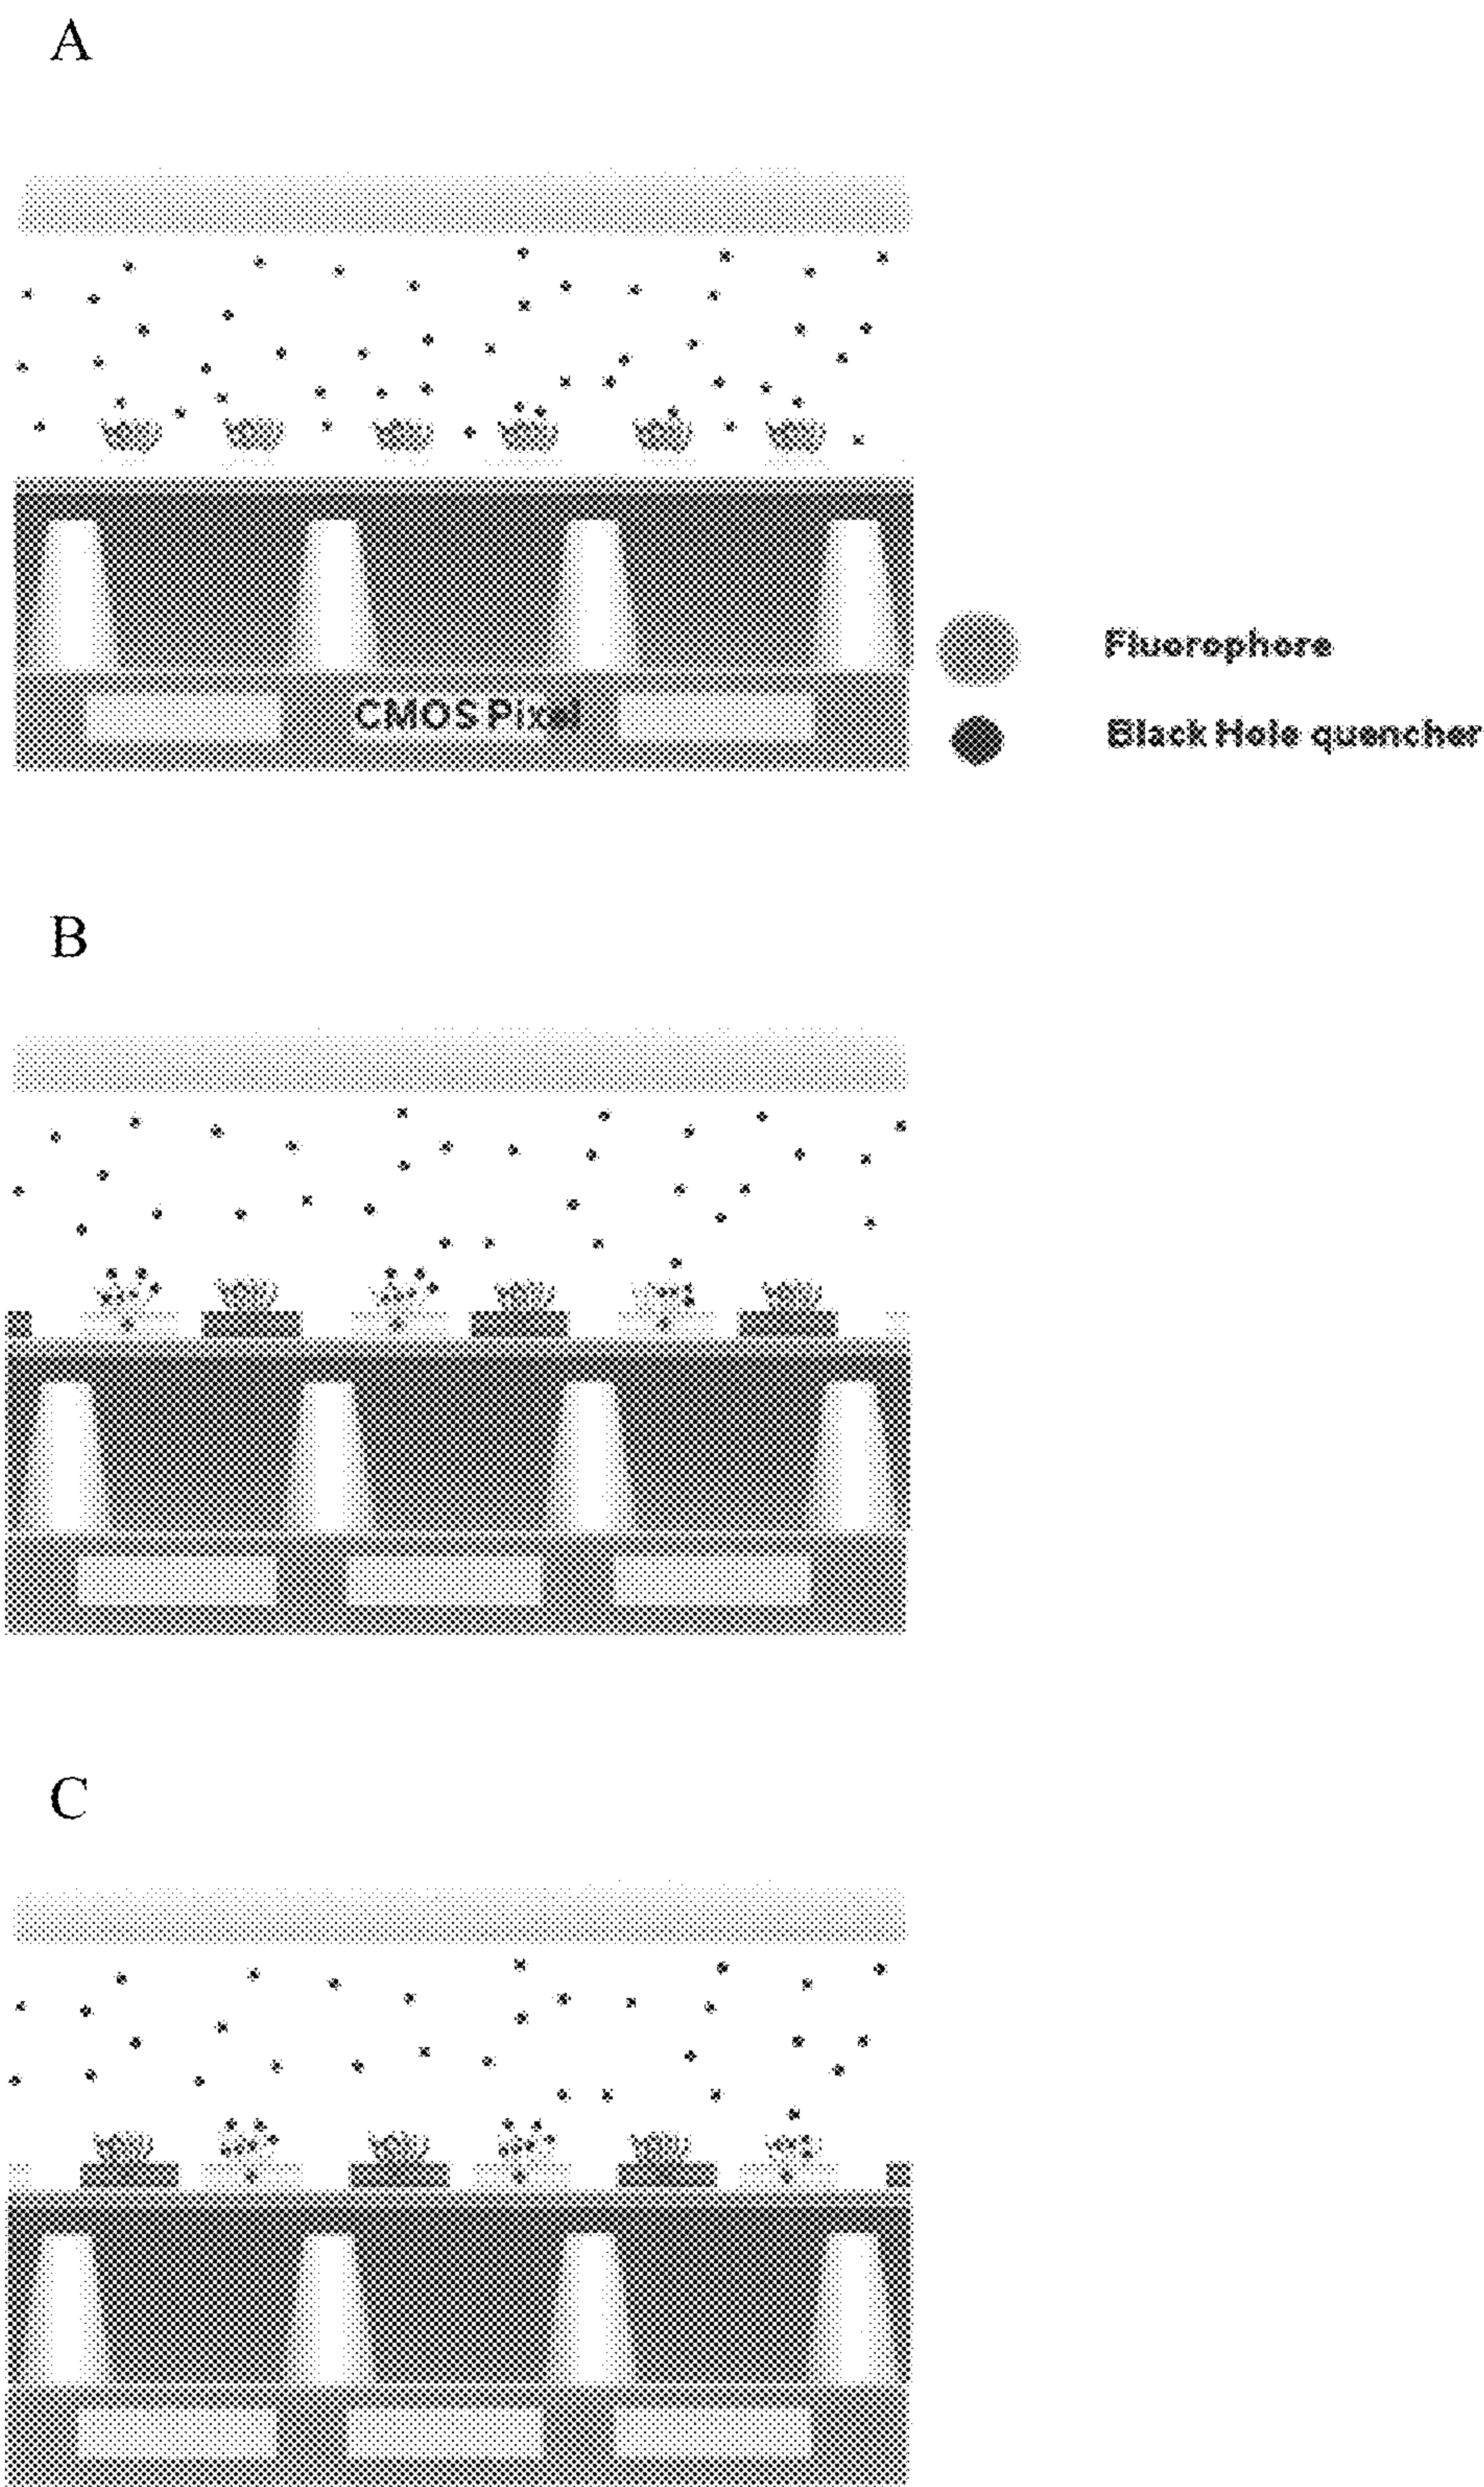 A
Fluorophore
CMOS Pixel
Black Hole quencher
B
C